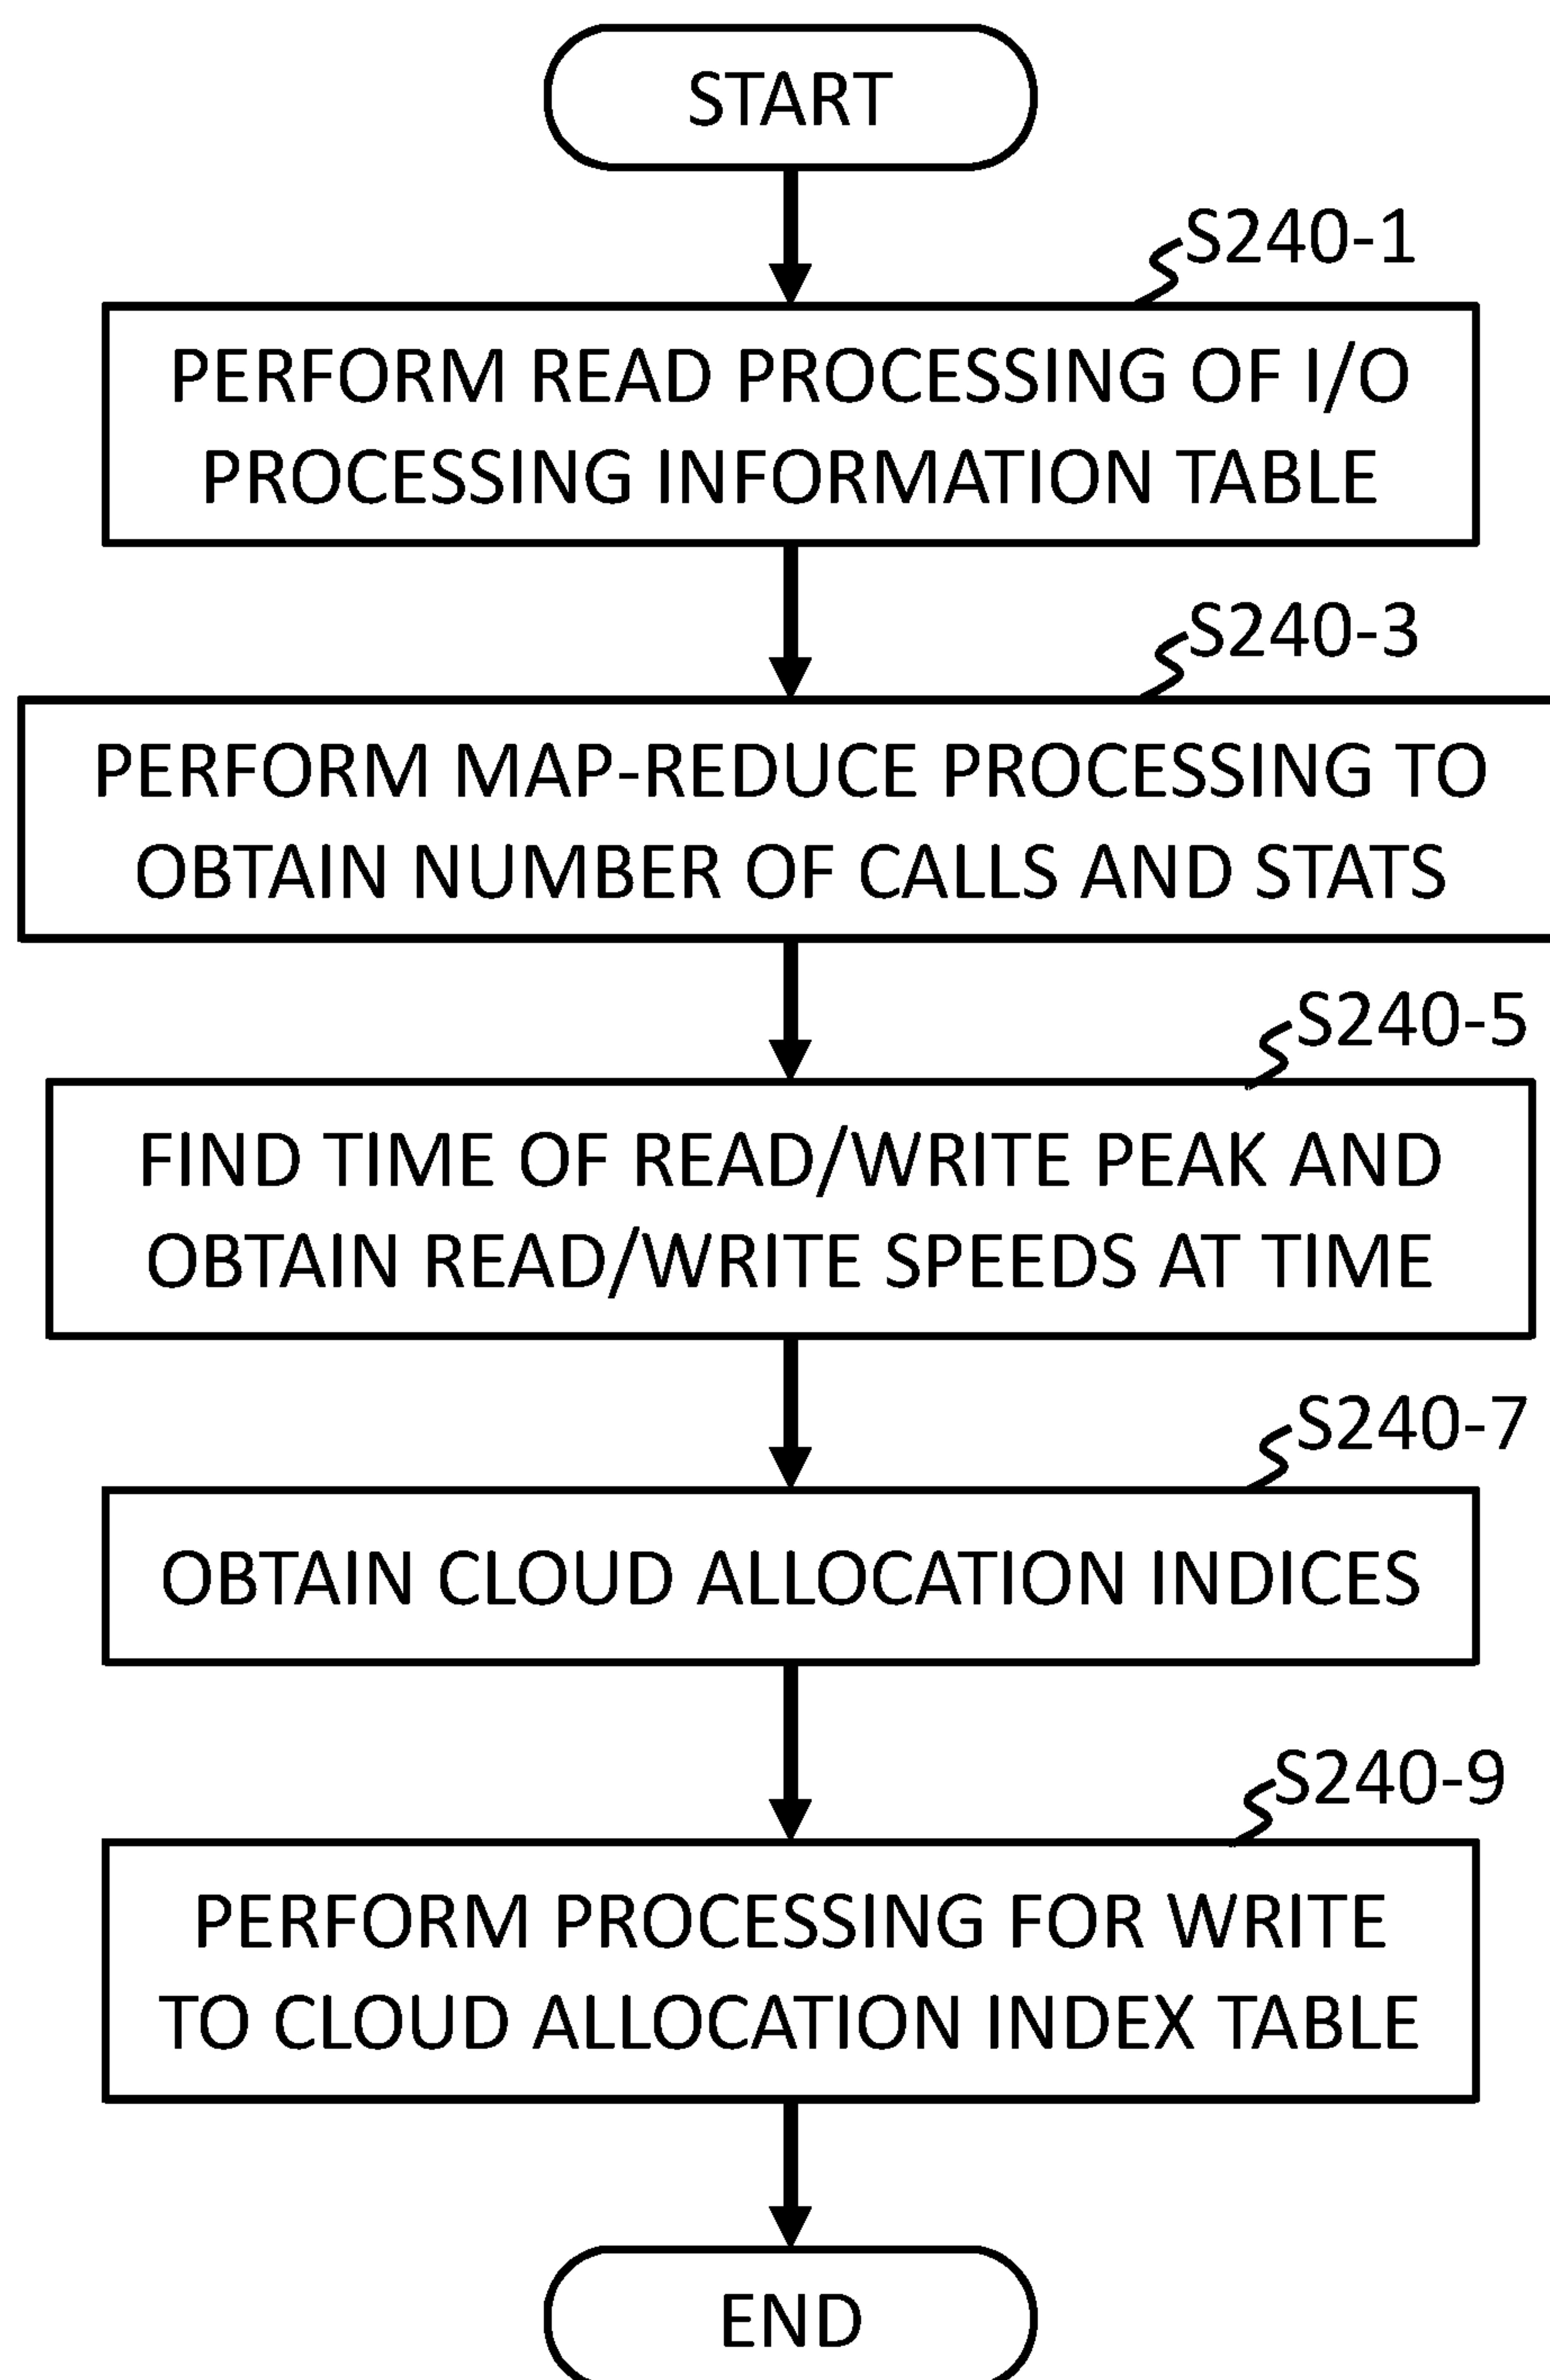 START
S240-1
PERFORM READ PROCESSING OF I/O
PROCESSING INFORMATION TABLE
S240-3
PERFORM MAP-REDUCE PROCESSING TO
OBTAIN NUMBER OF CALLS AND STATS
S240-5
FIND TIME OF READ/WRITE PEAK AND
OBTAIN READ/WRITE SPEEDS AT TIME
S240-7
OBTAIN CLOUD ALLOCATION INDICES
S240-9
PERFORM PROCESSING FOR WRITE
TO CLOUD ALLOCATION INDEX TABLE
END